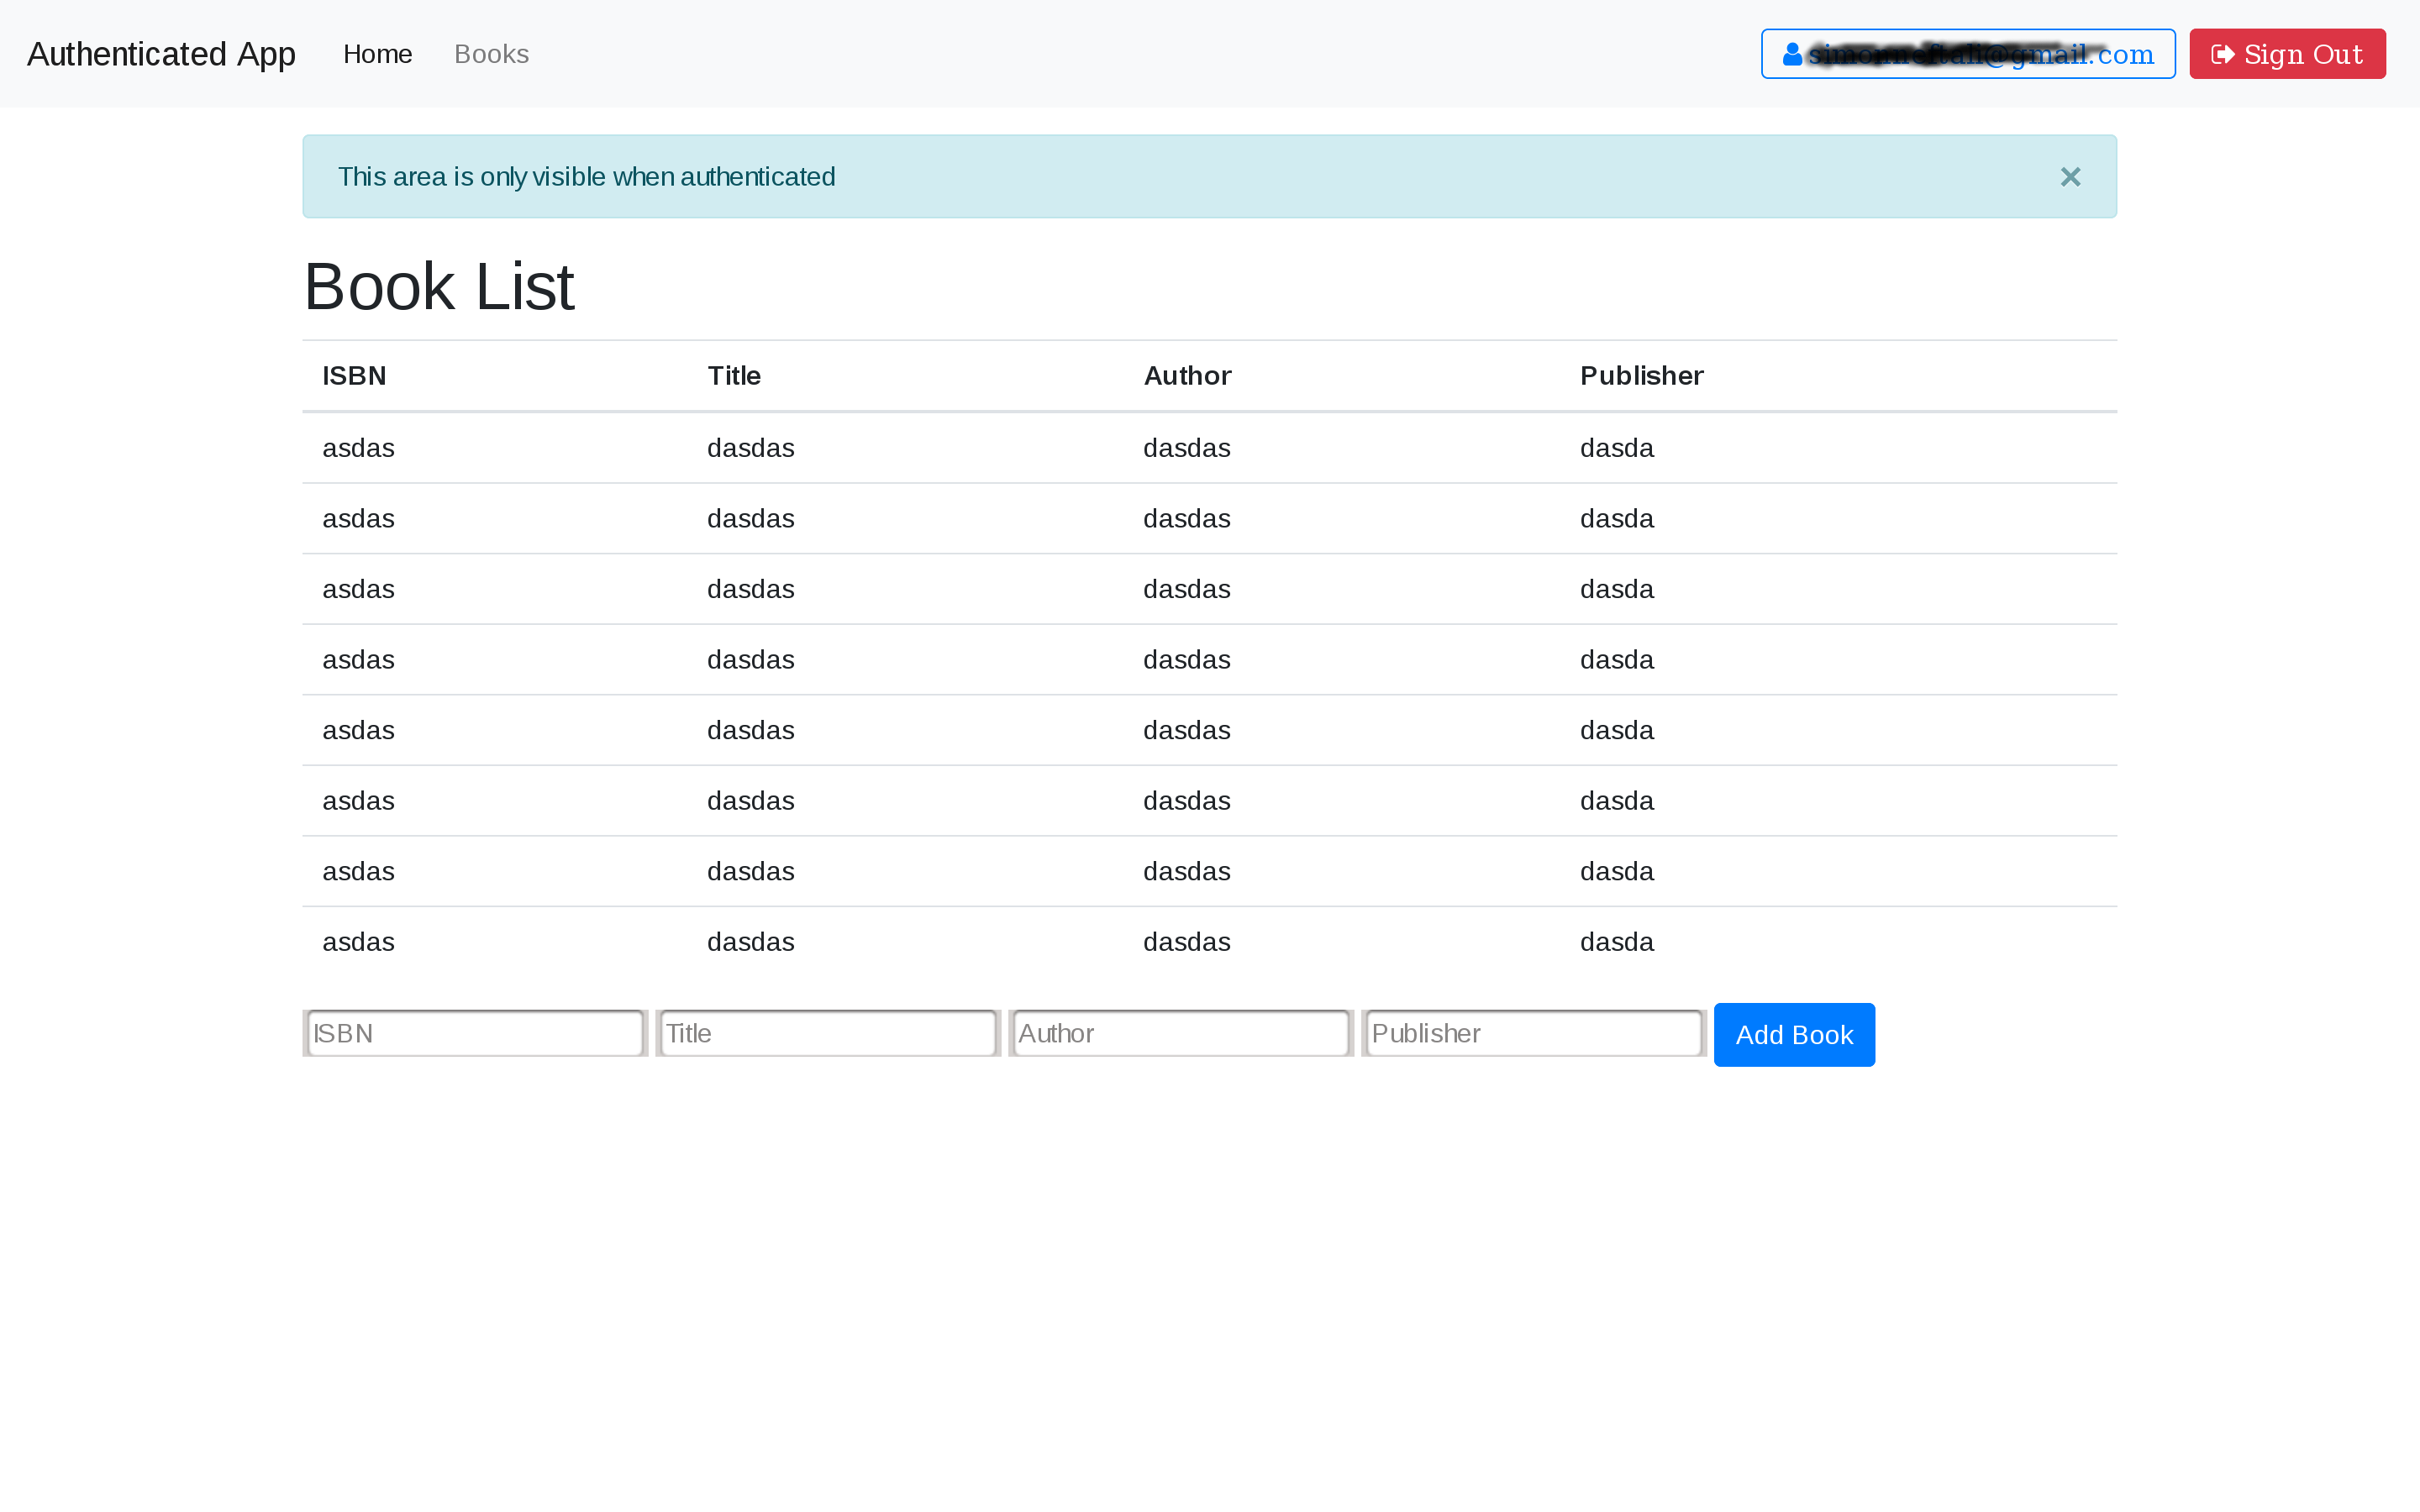 Authenticated App Home Books Sign Out
This area is only visible when authenticated ×
Book List
ISBN Title Author Publisher
asdas dasdas dasdas dasda
asdas dasdas dasdas dasda
asdas dasdas dasdas dasda
asdas dasdas dasdas dasda
asdas dasdas dasdas dasda
asdas dasdas dasdas dasda
asdas dasdas dasdas dasda
asdas dasdas dasdas dasda
ISBN Title Author Publisher Add Book